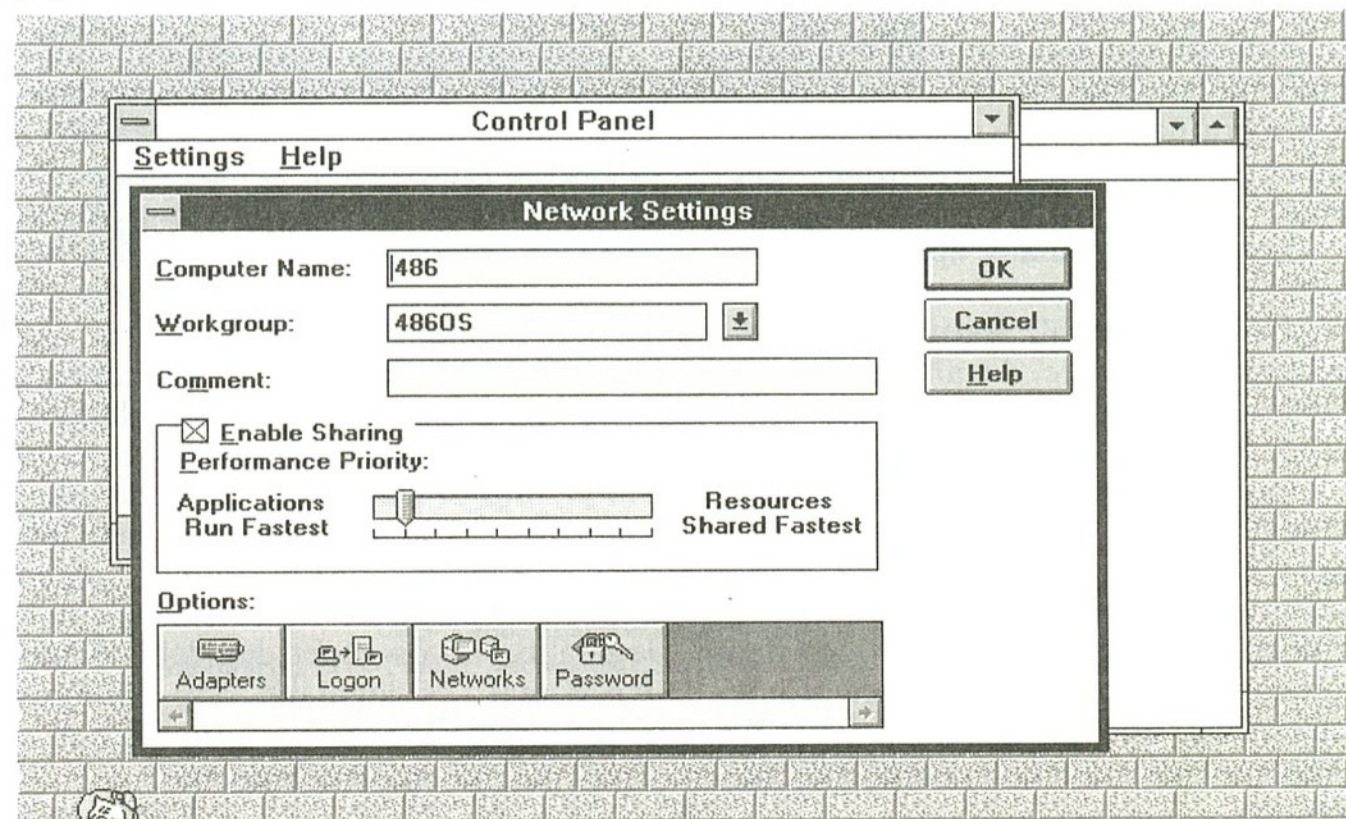 Control Panel
Settings Help
Network Settings
Computer Name: 486 OK
Workgroup: 486OS Cancel
Comment: Help
Enable Sharing
Performance Priority:
Applications Resources
Run Fastest Shared Fastest
Options:
Adapters Logon Networks Password